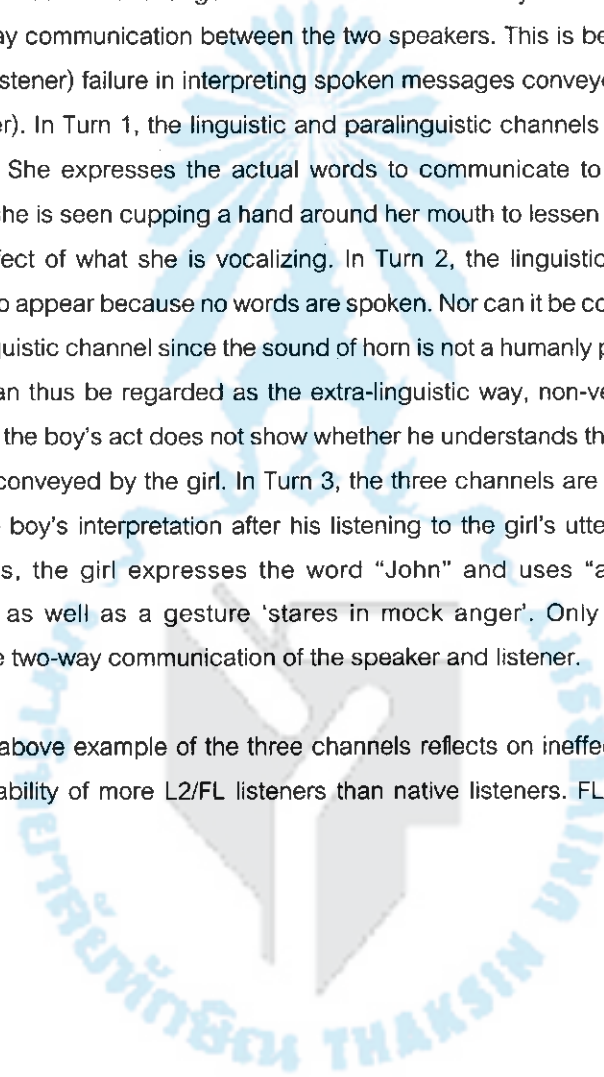 ay communication between the two speakers. This is be
stener) failure in interpreting spoken messages conveye
er). In Turn 1, the linguistic and paralinguistic channels
She expresses the actual words to communicate to
he is seen cupping a hand around her mouth to lessen
fect of what she is vocalizing. In Turn 2, the linguistic
o appear because no words are spoken. Nor can it be co
guistic channel since the sound of horn is not a humanly p
an thus be regarded as the extra-linguistic way, non-ve
the boy's act does not show whether he understands th
conveyed by the girl. In Turn 3, the three channels are
boy's interpretation after his listening to the girl's utte
s, the girl expresses the word “John” and uses “a
as well as a gesture ‘stares in mock anger’. Only
e two-way communication of the speaker and listener.
above example of the three channels reflects on ineffe
ability of more L2/FL listeners than native listeners. FL
THAKSIN UNI